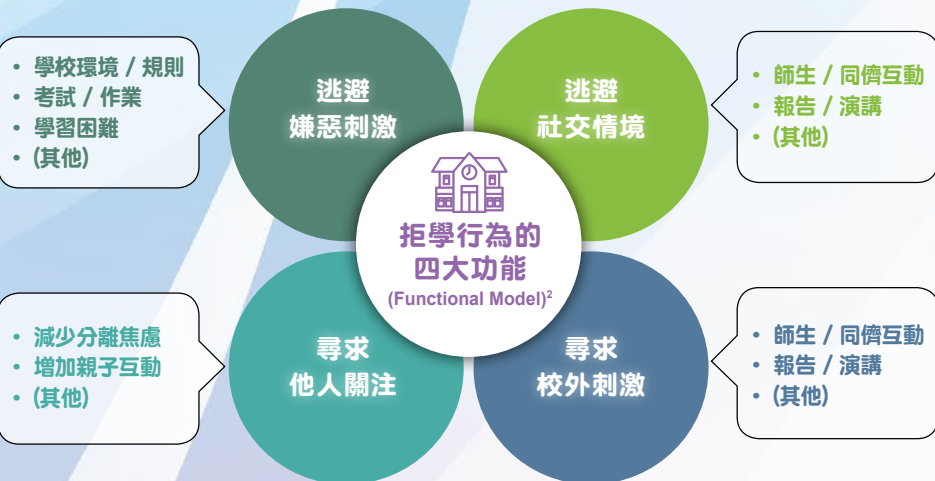 • 學校環境 / 規則
• 考試 / 作業
• 學習困難
• (其他)
逃避
嫌惡刺激
逃避
社交情境
• 師生 / 同儕互動
• 報告 / 演講
• (其他)
拒學行為的
四大功能
(Functional Model)²
• 減少分離焦慮
• 增加親子互動
• (其他)
尋求
他人關注
尋求
校外刺激
• 師生 / 同儕互動
• 報告 / 演講
• (其他)